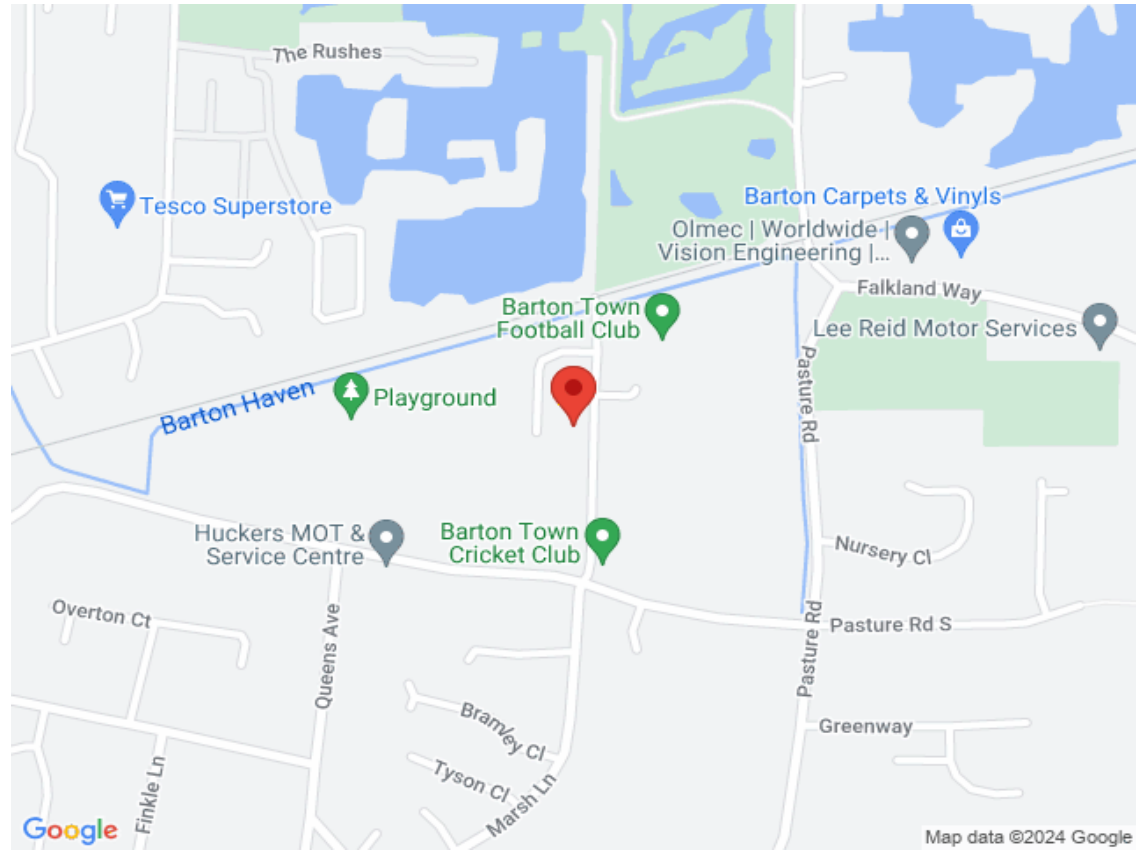 The Rushes
Tesco Superstore
Barton Carpets & Vinyls
Olmec | Worldwide |
Vision Engineering |...
Falkland Way
Barton Town
Football Club
Lee Reid Motor Services
Pasture Rd
Playground
Barton Haven
Huckers MOT &
Service Centre
Barton Town
Cricket Club
Nursery Cl
Overton Ct
Queens Ave
Pasture Rd
Pasture Rd S
Bramley Cl
Greenway
Tyson Cl
Marsh Ln
Finkle Ln
Google
Map data ©2024 Google